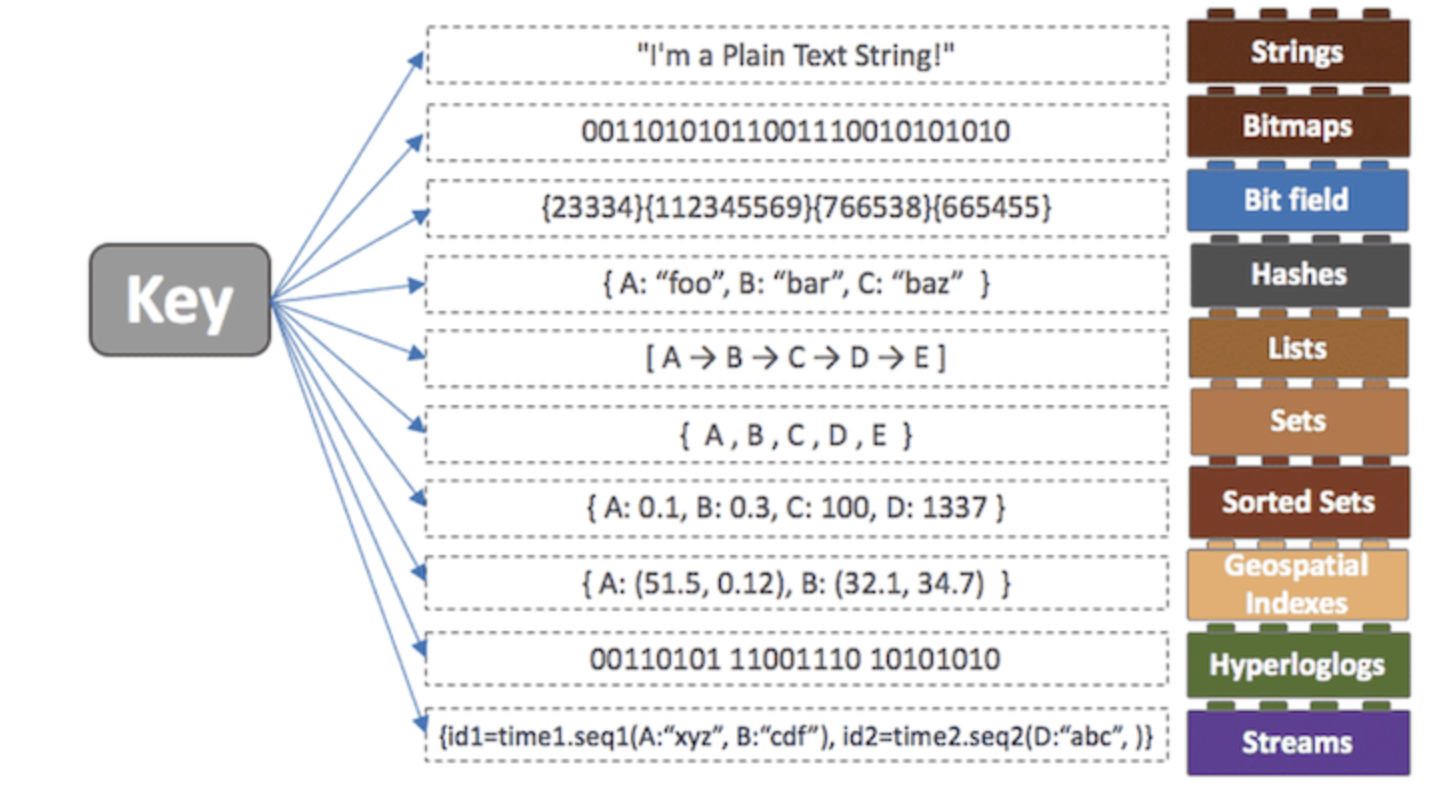 "I'm a Plain Text String!"
Strings
00110101011001110010101010
Bitmaps
{23334}{112345569}{766538}{665455}
Bit field
Key
{ A: “foo”, B: “bar”, C: “baz” }
Hashes
[ A → B → C → D → E ]
Lists
{ A , B , C , D , E }
Sets
{ A: 0.1, B: 0.3, C: 100, D: 1337 }
Sorted Sets
{ A: (51.5, 0.12), B: (32.1, 34.7) }
Geospatial
Indexes
00110101 11001110 10101010
Hyperloglogs
{id1=time1.seq1(A:“xyz”, B:“cdf”), id2=time2.seq2(D:“abc”, )}
Streams